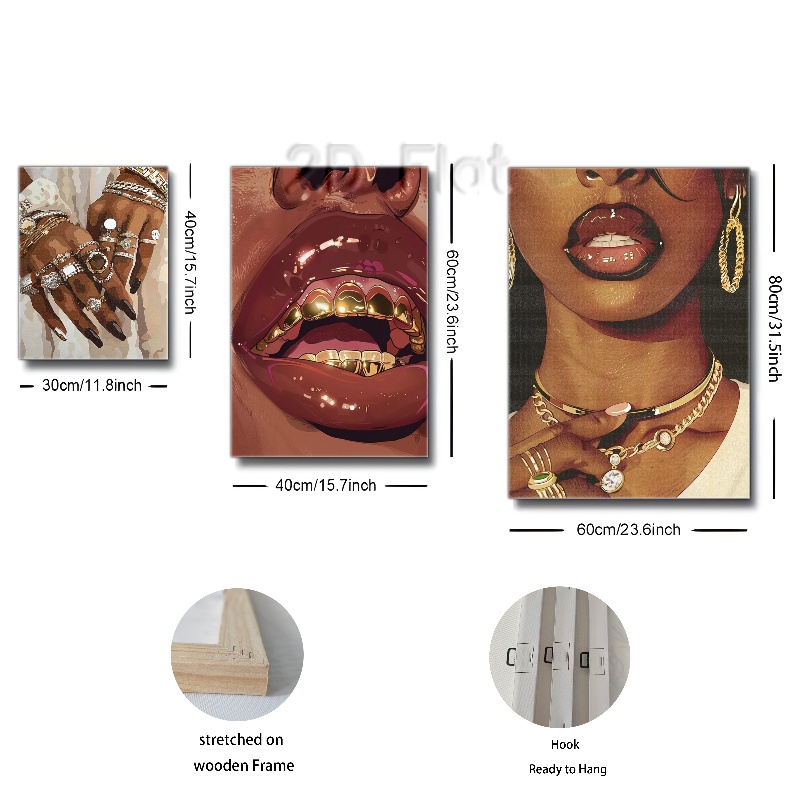 2D Flat
40cm/15.7inch
30cm/11.8inch
60cm/23.6inch
40cm/15.7inch
80cm/31.5inch
60cm/23.6inch
stretched on
wooden Frame
Hook
Ready to Hang